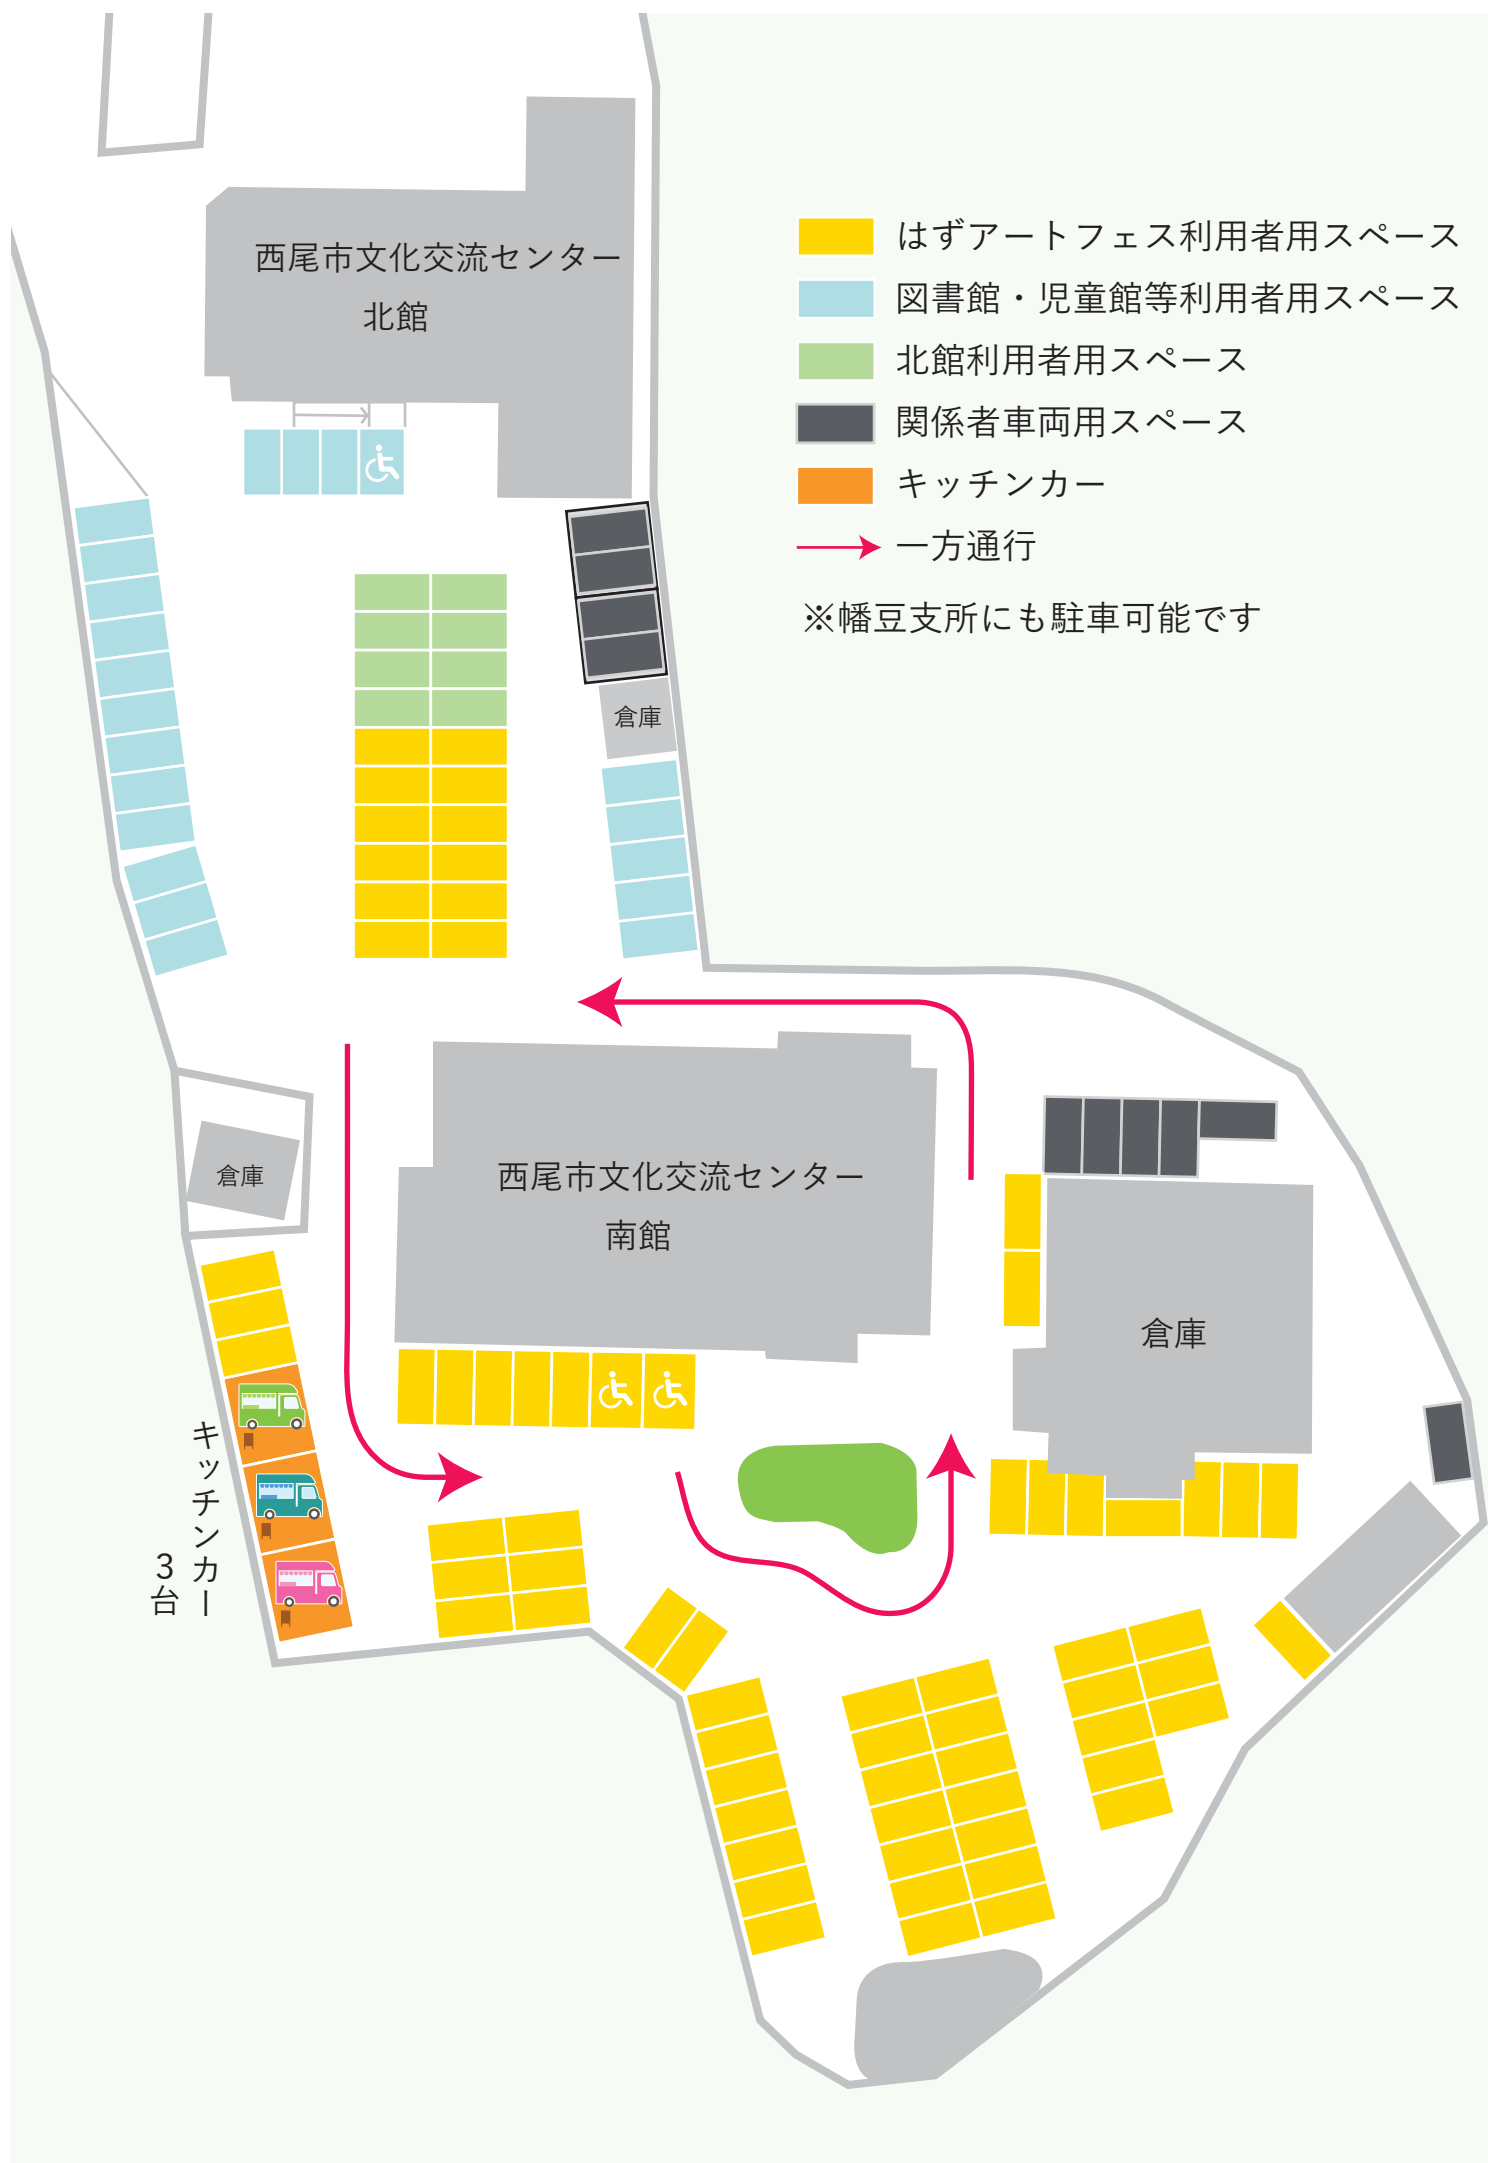 西尾市文化交流センター
北館
はずアートフェス利用者用スペース
図書館・児童館等利用者用スペース
北館利用者用スペース
関係者車両用スペース
キッチンカー
一方通行
※幡豆支所にも駐車可能です
倉庫
西尾市文化交流センター
南館
倉庫
倉庫
キッチンカー
3台